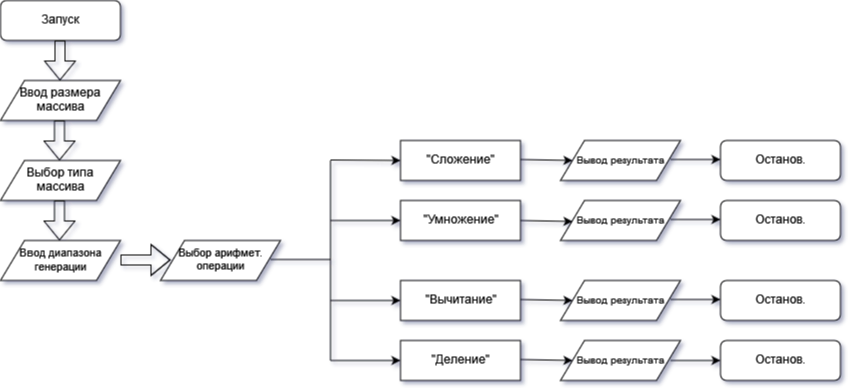 Запуск
Ввод размера
массива
Выбор типа
массива
Ввод диапазона
генерации
Выбор арифмет.
операции
"Сложение"
Вывод результата
Останов.
"Умножение"
Вывод результата
Останов.
"Вычитание"
Вывод результата
Останов.
"Деление"
Вывод результата
Останов.